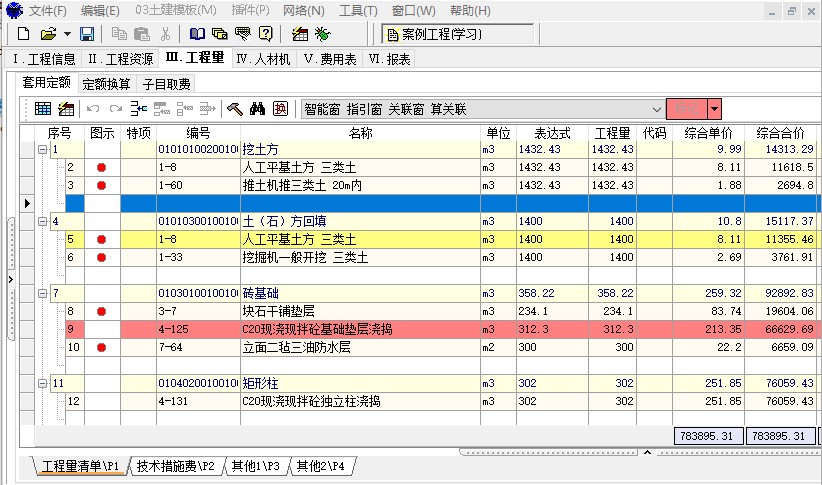 文件(F) 编辑(E) 03土建模板(M) 插件(P) 网络(N) 工具(T) 窗口(W) 帮助(H)
案例工程(学习)
Ⅰ.工程信息 Ⅱ.工程资源 Ⅲ.工程量 Ⅳ.人材机 Ⅴ.费用表 Ⅵ.报表
套用定额 定额换算 子目取费
换 智能窗 指引窗 关联窗 算关联
序号 图示 特项 编号 名称 单位 表达式 工程量 代码 综合单价 综合合价
1 01010100200100 挖土方 m3 1432.43 1432.43 9.99 14313.29
2 1-8 人工平基土方 三类土 m3 1432.43 1432.43 8.11 11618.5
3 1-60 推土机推三类土 20m内 m3 1432.43 1432.43 1.88 2694.8
4 01010300100100 土（石）方回填 m3 1400 1400 10.8 15117.37
5 1-8 人工平基土方 三类土 m3 1400 1400 8.11 11355.46
6 1-33 挖掘机一般开挖 三类土 m3 1400 1400 2.69 3761.91
7 01030100100100 砖基础 m3 358.22 358.22 259.32 92892.83
8 3-7 块石干铺垫层 m3 234.1 234.1 83.74 19604.06
9 4-125 C20现浇现拌砼基础垫层浇捣 m3 312.3 312.3 213.35 66629.69
10 7-64 立面二毡三油防水层 m2 300 300 22.2 6659.09
11 01040200100100 矩形柱 m3 302 302 251.85 76059.43
12 4-131 C20现浇现拌砼独立柱浇捣 m3 302 302 251.85 76059.43
783895.31 783895.31
工程量清单\P1 技术措施费\P2 其他1\P3 其他2\P4